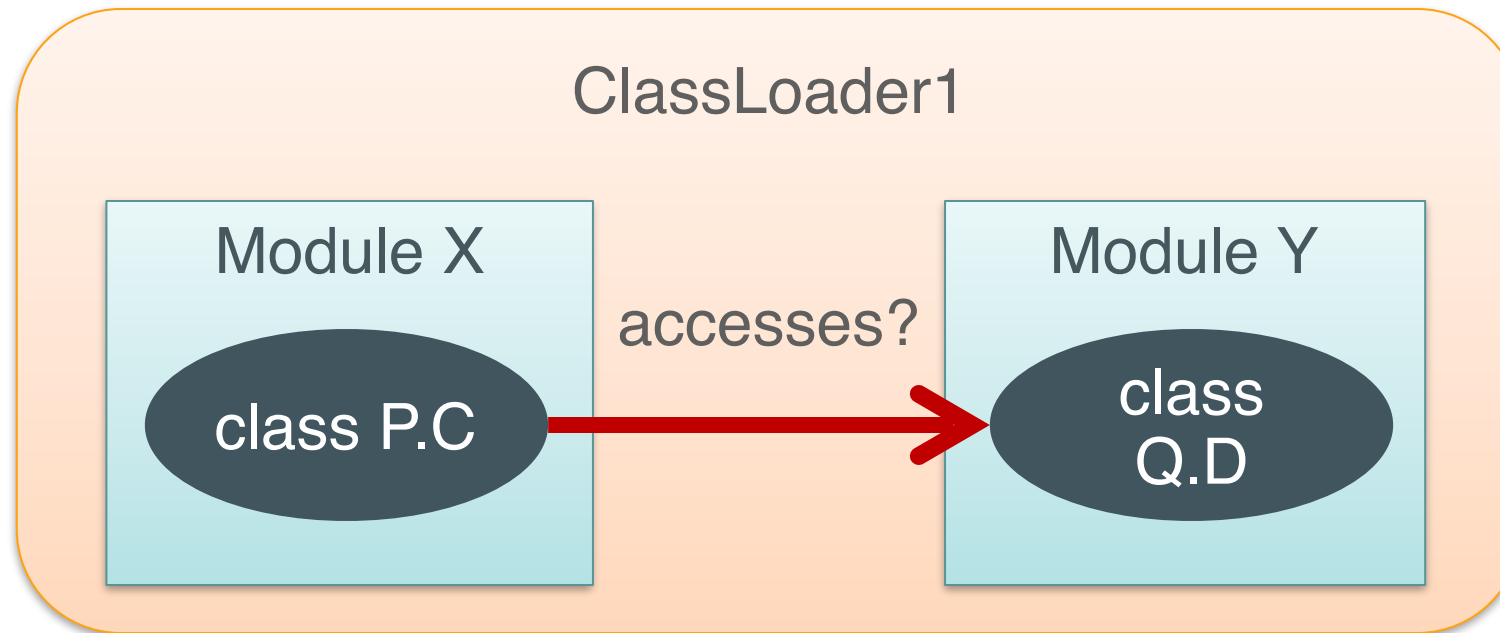 ClassLoader1
Module X
Module Y
accesses?
class P.C
class
Q.D